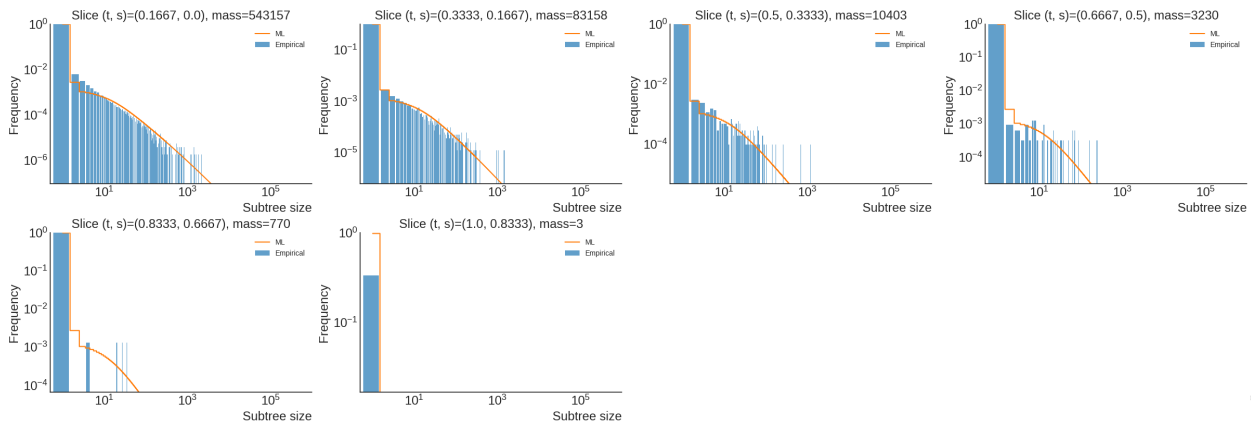 Slice (t, s)=(0.1667, 0.0), mass=543157
10^0
10^−2
10^−4
10^−6
Frequency
ML
Empirical
10^1
10^3
10^5
Subtree size
Slice (t, s)=(0.3333, 0.1667), mass=83158
10^−1
10^−3
10^−5
Frequency
ML
Empirical
10^1
10^3
10^5
Subtree size
Slice (t, s)=(0.5, 0.3333), mass=10403
10^0
10^−2
10^−4
Frequency
ML
Empirical
10^1
10^3
10^5
Subtree size
Slice (t, s)=(0.6667, 0.5), mass=3230
10^0
10^−1
10^−2
10^−3
10^−4
Frequency
ML
Empirical
10^1
10^3
10^5
Subtree size
Slice (t, s)=(0.8333, 0.6667), mass=770
10^0
10^−1
10^−2
10^−3
10^−4
Frequency
ML
Empirical
10^1
10^3
10^5
Subtree size
Slice (t, s)=(1.0, 0.8333), mass=3
10^0
10^−1
Frequency
ML
Empirical
10^1
10^3
10^5
Subtree size